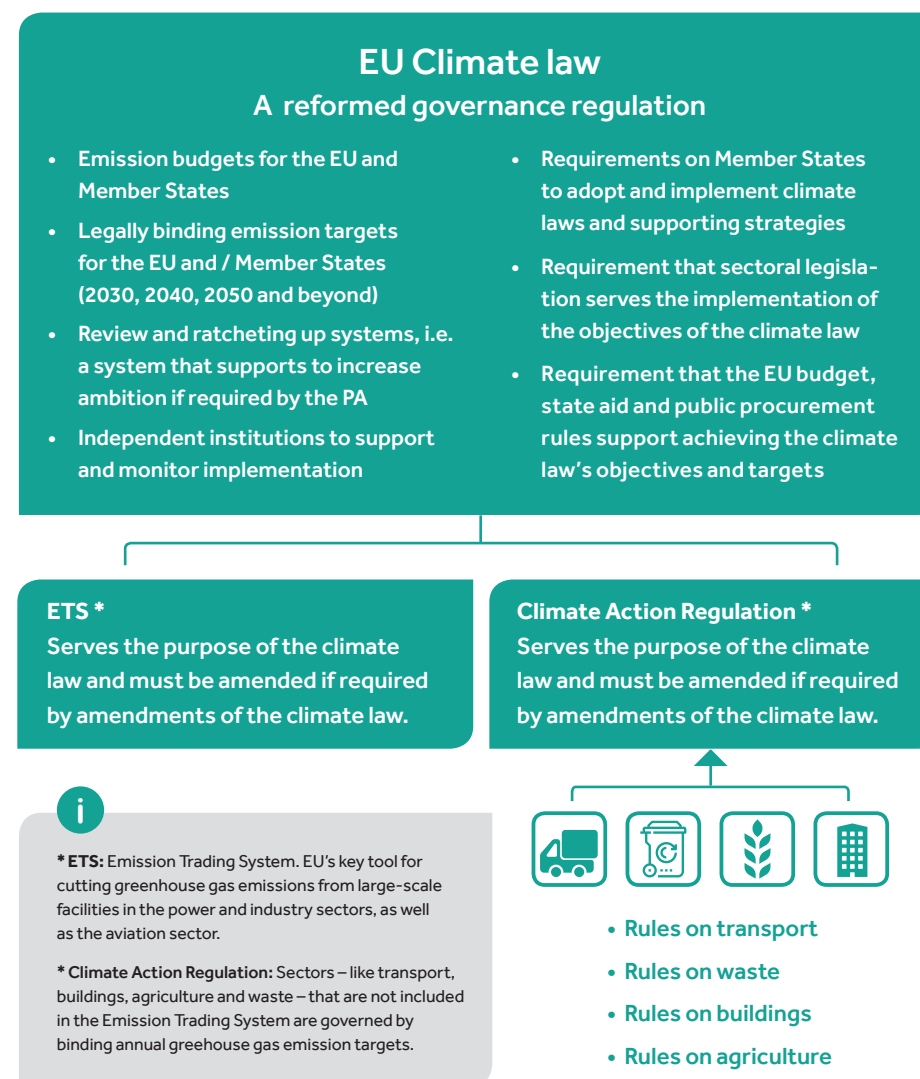 EU Climate law
A reformed governance regulation
• Emission budgets for the EU and
Member States
• Legally binding emission targets
for the EU and / Member States
(2030, 2040, 2050 and beyond)
• Review and ratcheting up systems, i.e.
a system that supports to increase
ambition if required by the PA
• Independent institutions to support
and monitor implementation
• Requirements on Member States
to adopt and implement climate
laws and supporting strategies
• Requirement that sectoral legisla-
tion serves the implementation of
the objectives of the climate law
• Requirement that the EU budget,
state aid and public procurement
rules support achieving the climate
law's objectives and targets
ETS *
Serves the purpose of the climate
law and must be amended if required
by amendments of the climate law.
Climate Action Regulation *
Serves the purpose of the climate
law and must be amended if required
by amendments of the climate law.
i
* ETS: Emission Trading System. EU's key tool for
cutting greenhouse gas emissions from large-scale
facilities in the power and industry sectors, as well
as the aviation sector.
* Climate Action Regulation: Sectors – like transport,
buildings, agriculture and waste – that are not included
in the Emission Trading System are governed by
binding annual greehouse gas emission targets.
• Rules on transport
• Rules on waste
• Rules on buildings
• Rules on agriculture